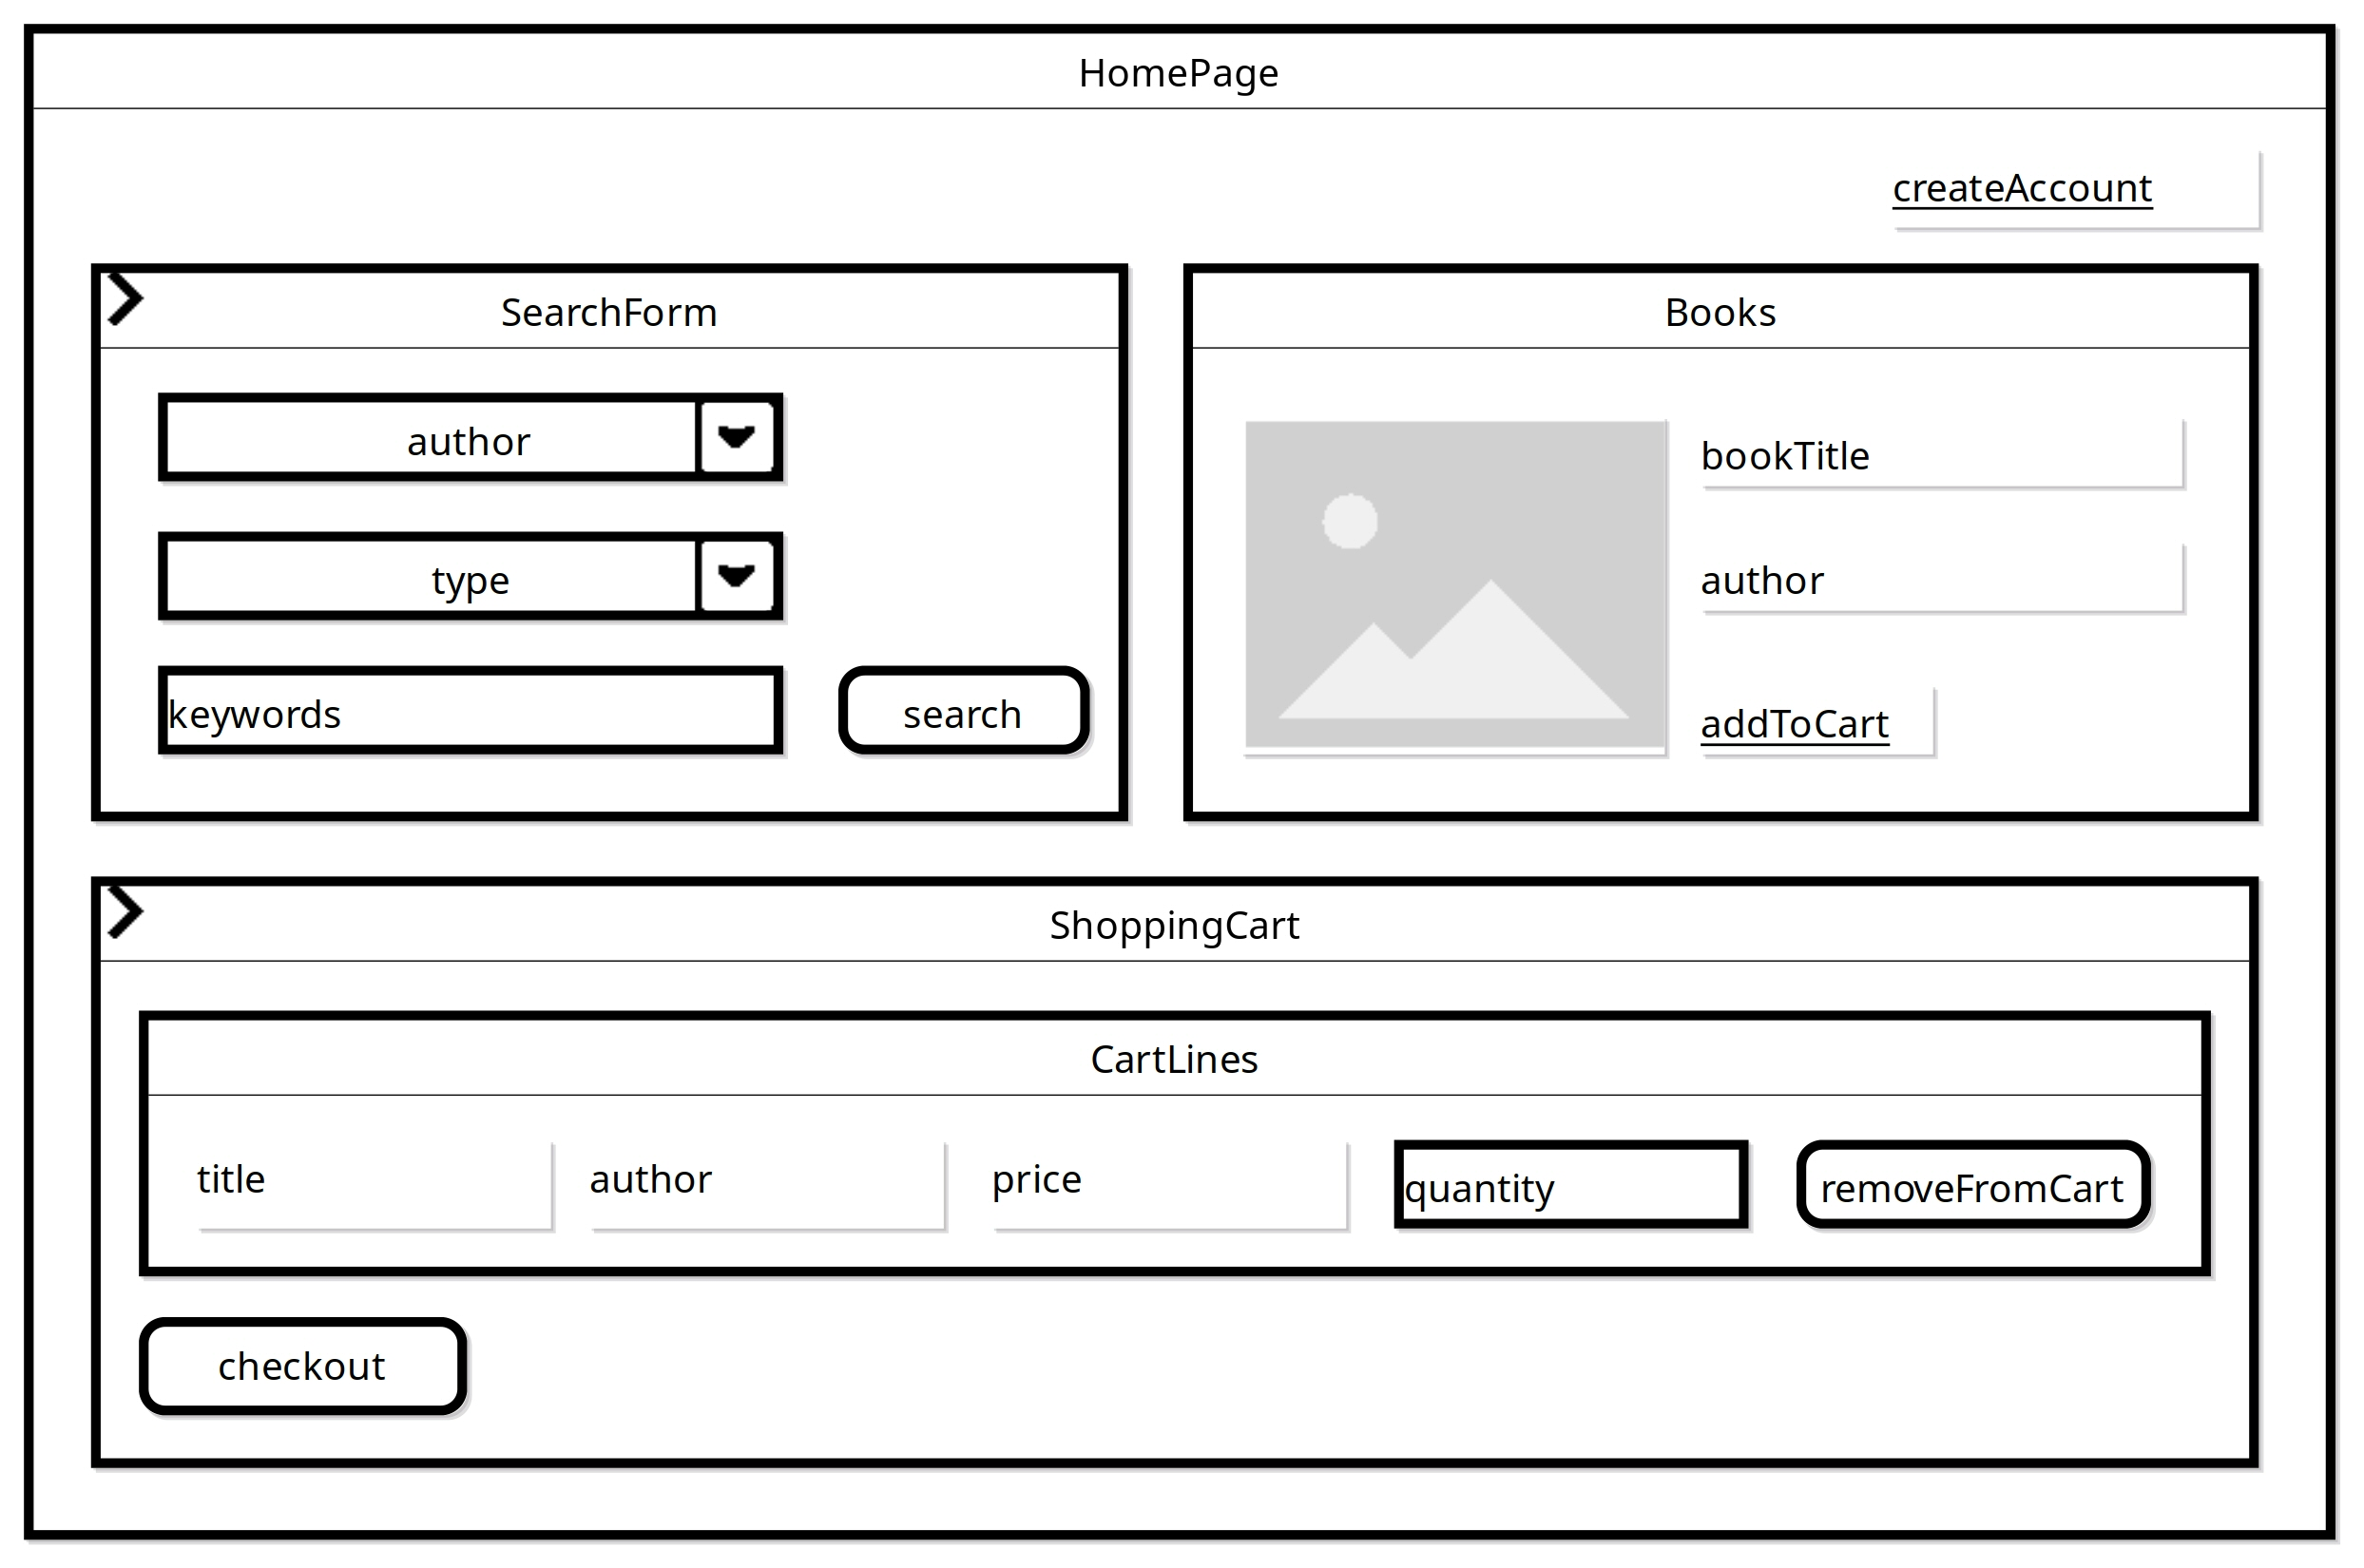 HomePage
createAccount
SearchForm
author
type
keywords
search
Books
bookTitle
author
addToCart
ShoppingCart
CartLines
title
author
price
quantity
removeFromCart
checkout